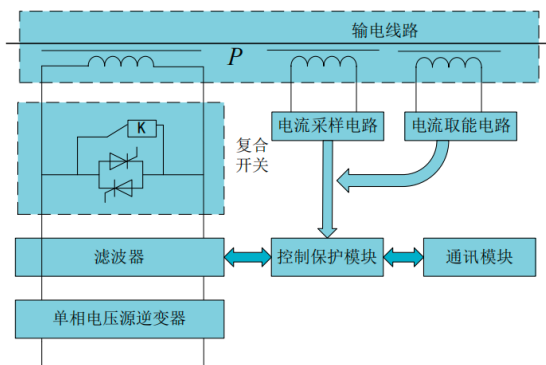 输电线路
P
电流采样电路
电流取能电路
K
复合
开关
滤波器
控制保护模块
通讯模块
单相电压源逆变器